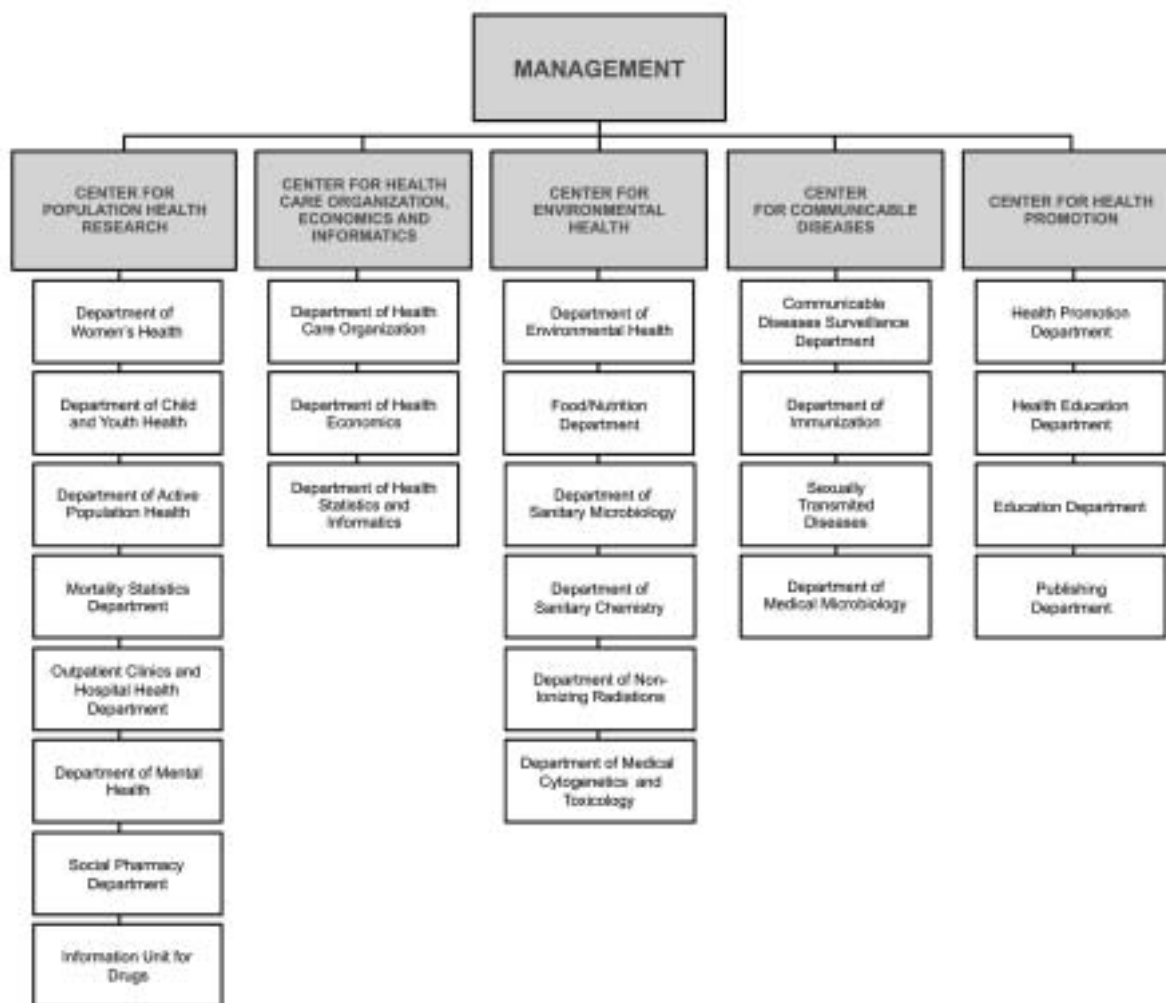 MANAGEMENT
CENTER FOR
POPULATION HEALTH
RESEARCH
Department of
Women's Health
Department of Child
and Youth Health
Department of Active
Population Health
Mortality Statistics
Department
Outpatient Clinics and
Hospital Health
Department
Department of Mental
Health
Social Pharmacy
Department
Information Unit for
Drugs
CENTER FOR HEALTH
CARE ORGANIZATION,
ECONOMICS AND
INFORMATICS
Department of Health
Care Organization
Department of Health
Economics
Department of Health
Statistics and
Informatics
CENTER FOR
ENVIRONMENTAL
HEALTH
Department of
Environmental Health
Food/Nutrition
Department
Department of
Sanitary Microbiology
Department of
Sanitary Chemistry
Department of Non-
Ionizing Radiations
Department of Medical
Cytogenetics and
Toxicology
CENTER
FOR COMMUNICABLE
DISEASES
Communicable
Diseases Surveillance
Department
Department of
Immunization
Sexually
Transmited
Diseases
Department of
Medical Microbiology
CENTER FOR HEALTH
PROMOTION
Health Promotion
Department
Health Education
Department
Education Department
Publishing
Department